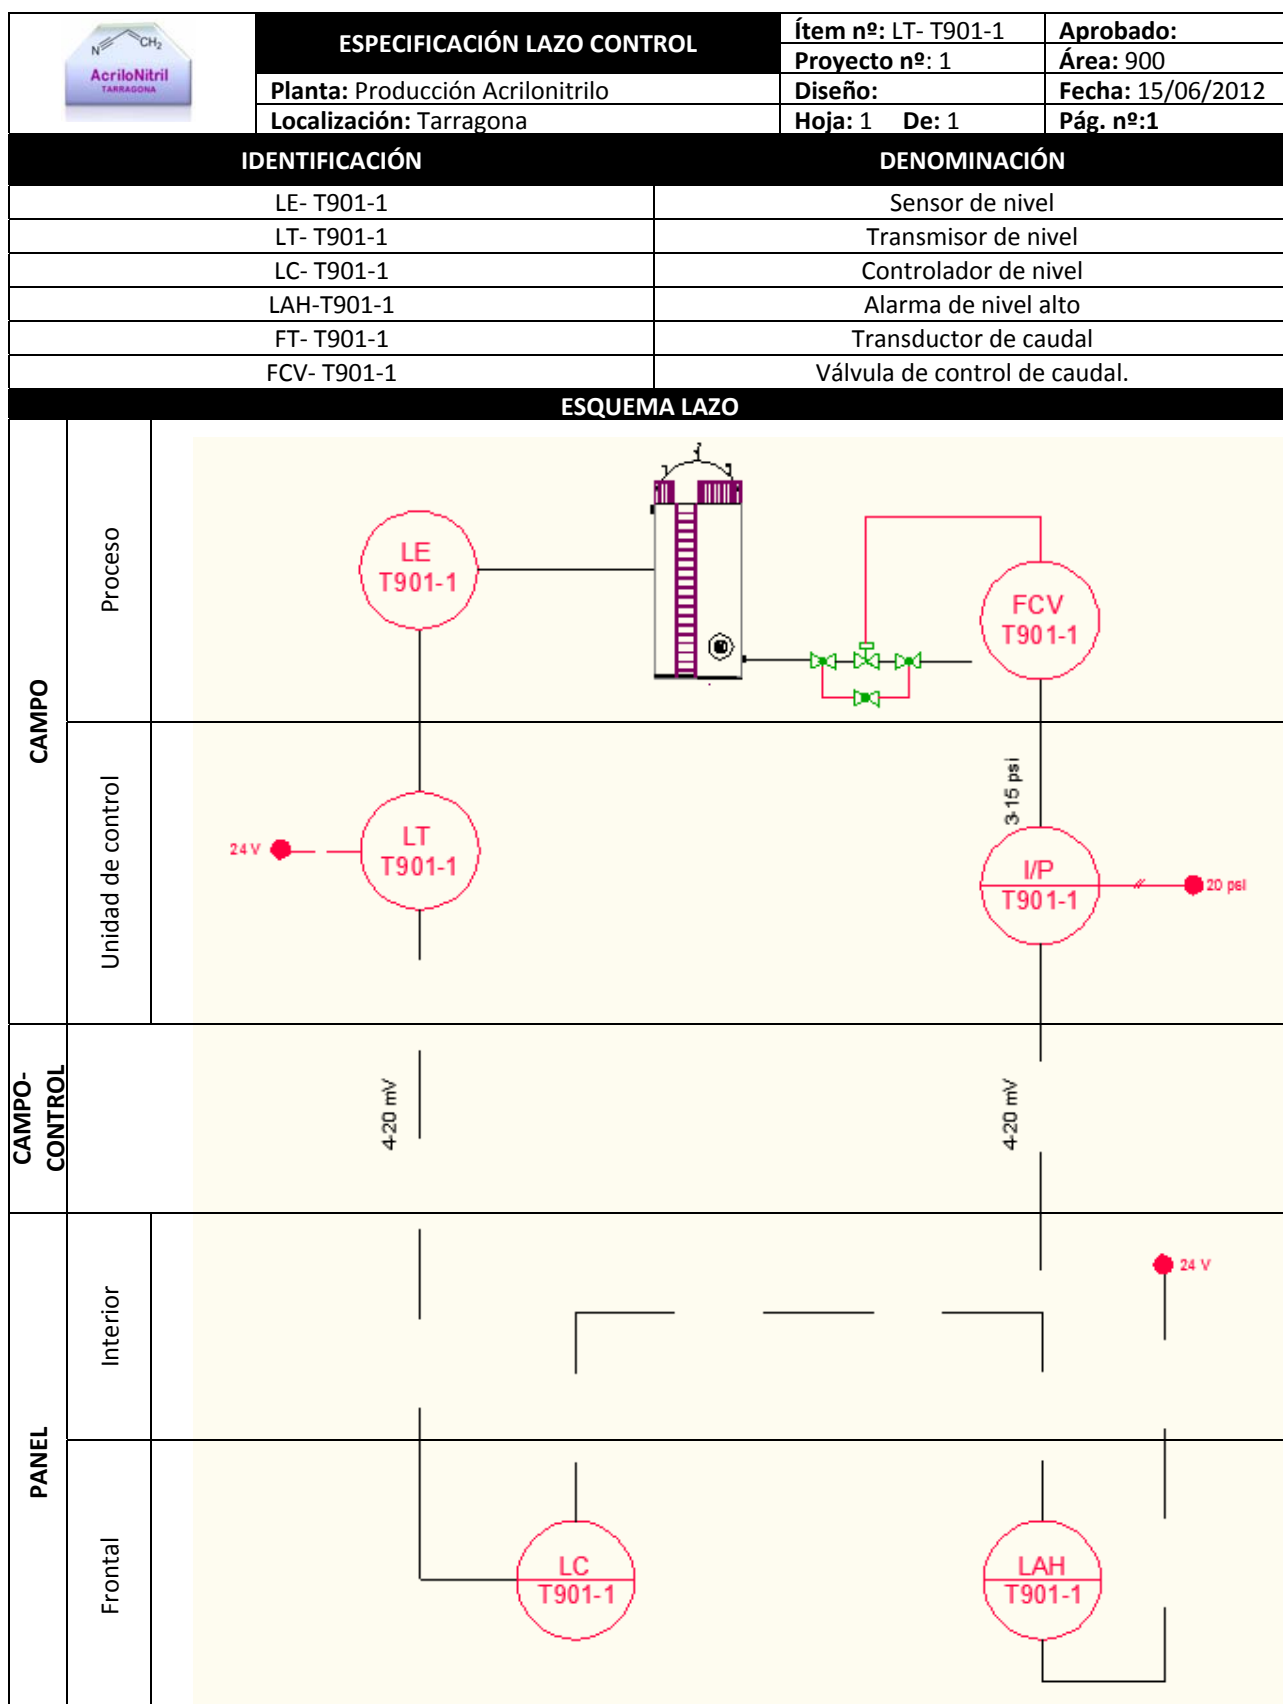 N CH2
AcriloNitril
TARRAGONA
ESPECIFICACIÓN LAZO CONTROL
Ítem nº: LT- T901-1
Aprobado:
Proyecto nº: 1
Área: 900
Planta: Producción Acrilonitrilo
Diseño:
Fecha: 15/06/2012
Localización: Tarragona
Hoja: 1 De: 1
Pág. nº:1
IDENTIFICACIÓN
DENOMINACIÓN
LE- T901-1
Sensor de nivel
LT- T901-1
Transmisor de nivel
LC- T901-1
Controlador de nivel
LAH-T901-1
Alarma de nivel alto
FT- T901-1
Transductor de caudal
FCV- T901-1
Válvula de control de caudal.
ESQUEMA LAZO
CAMPO
Proceso
LE
T901-1
FCV
T901-1
Unidad de control
24 V
LT
T901-1
3-15 psi
I/P
T901-1
20 psi
CAMPO-
CONTROL
4-20 mV
4-20 mV
PANEL
Interior
24 V
Frontal
LC
T901-1
LAH
T901-1